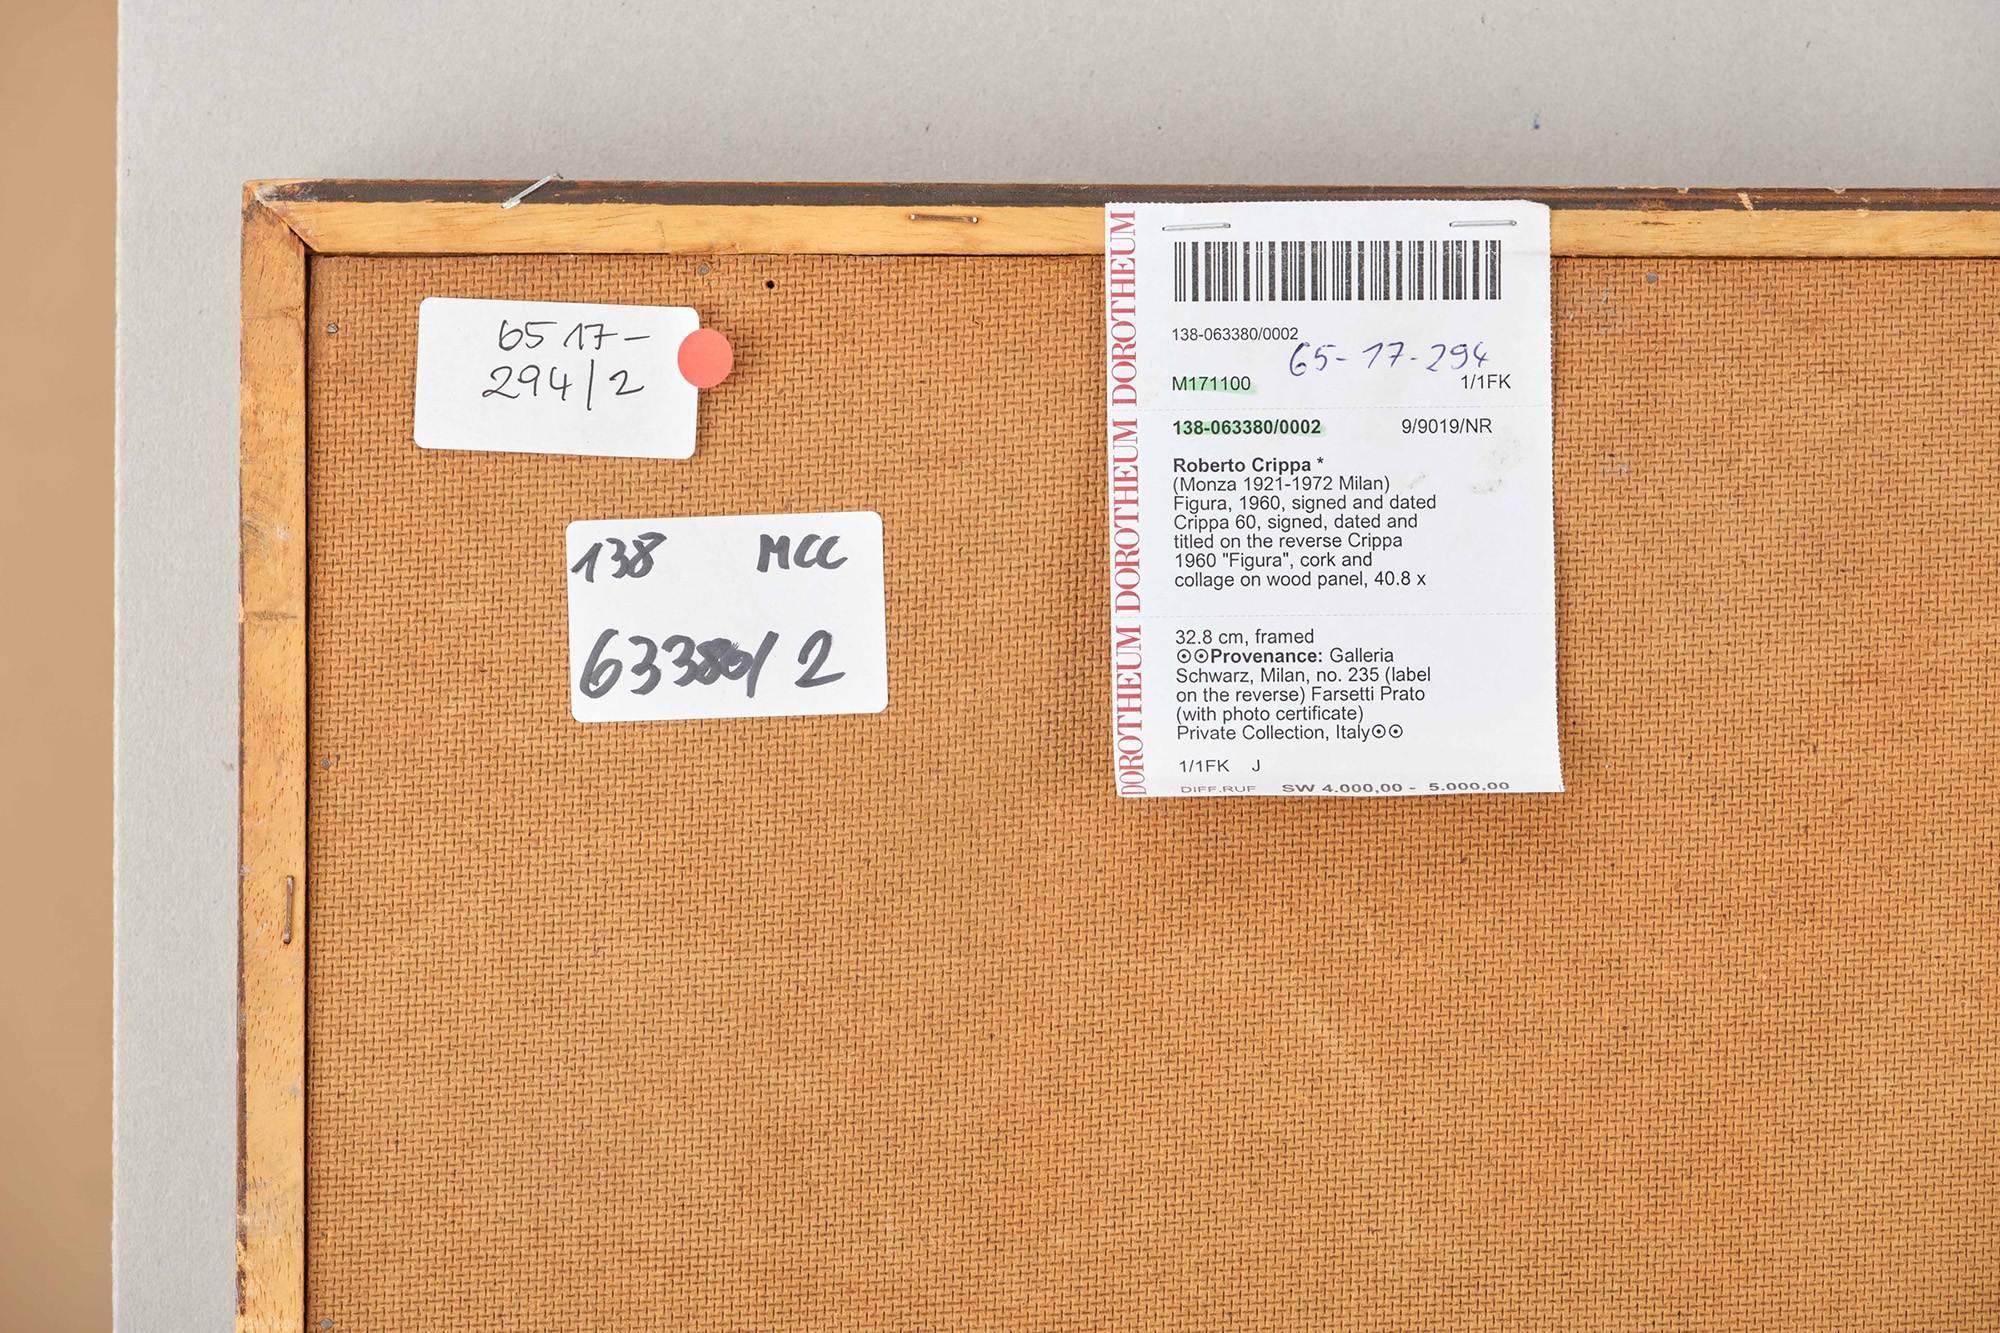 6517-
294/2
138 MCC
63380/2
DOROTHEUM DOROTHEUM DOROTHEUM
138-063380/0002
65-17-294
M171100 1/1FK
138-063380/0002 9/9019/NR
Roberto Crippa *
(Monza 1921-1972 Milan)
Figura, 1960, signed and dated
Crippa 60, signed, dated and
titled on the reverse Crippa
1960 "Figura", cork and
collage on wood panel, 40.8 x
32.8 cm, framed
⊙⊙Provenance: Galleria
Schwarz, Milan, no. 235 (label
on the reverse) Farsetti Prato
(with photo certificate)
Private Collection, Italy⊙⊙
1/1FK J
DIFF.RUF SW 4.000,00 - 5.000,00